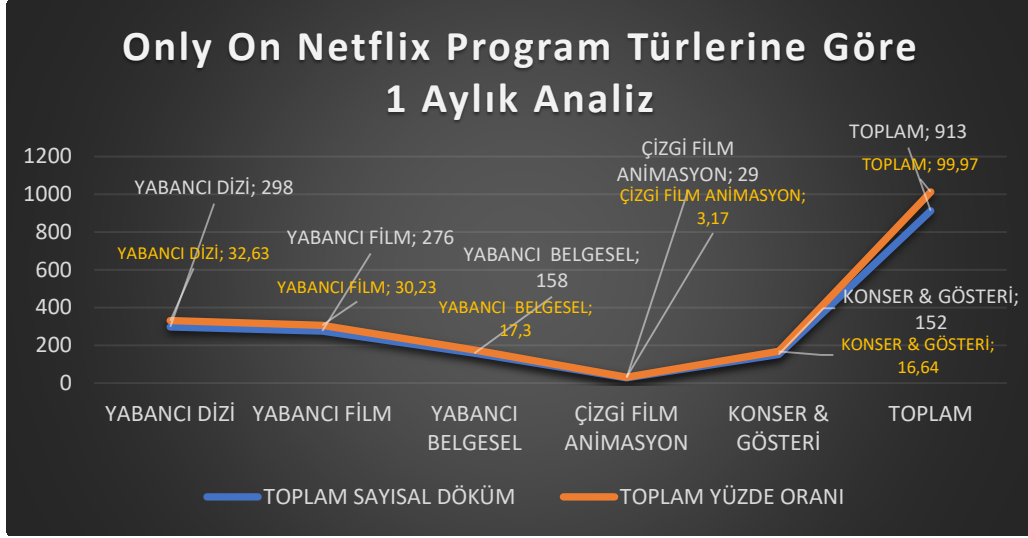 Only On Netflix Program Türlerine Göre
1 Aylık Analiz
1200
1000
800
600
400
200
0
YABANCI DİZİ; 298
YABANCI DİZİ; 32,63
YABANCI FİLM; 276
YABANCI FİLM; 30,23
YABANCI BELGESEL;
158
YABANCI BELGESEL;
17,3
ÇİZGİ FİLM
ANİMASYON; 29
ÇİZGİ FİLM ANİMASYON;
3,17
KONSER & GÖSTERİ;
152
KONSER & GÖSTERİ;
16,64
TOPLAM; 913
TOPLAM; 99,97
YABANCI DİZİ
YABANCI FİLM
YABANCI
BELGESEL
ÇİZGİ FİLM
ANİMASYON
KONSER &
GÖSTERİ
TOPLAM
TOPLAM SAYISAL DÖKÜM
TOPLAM YÜZDE ORANI